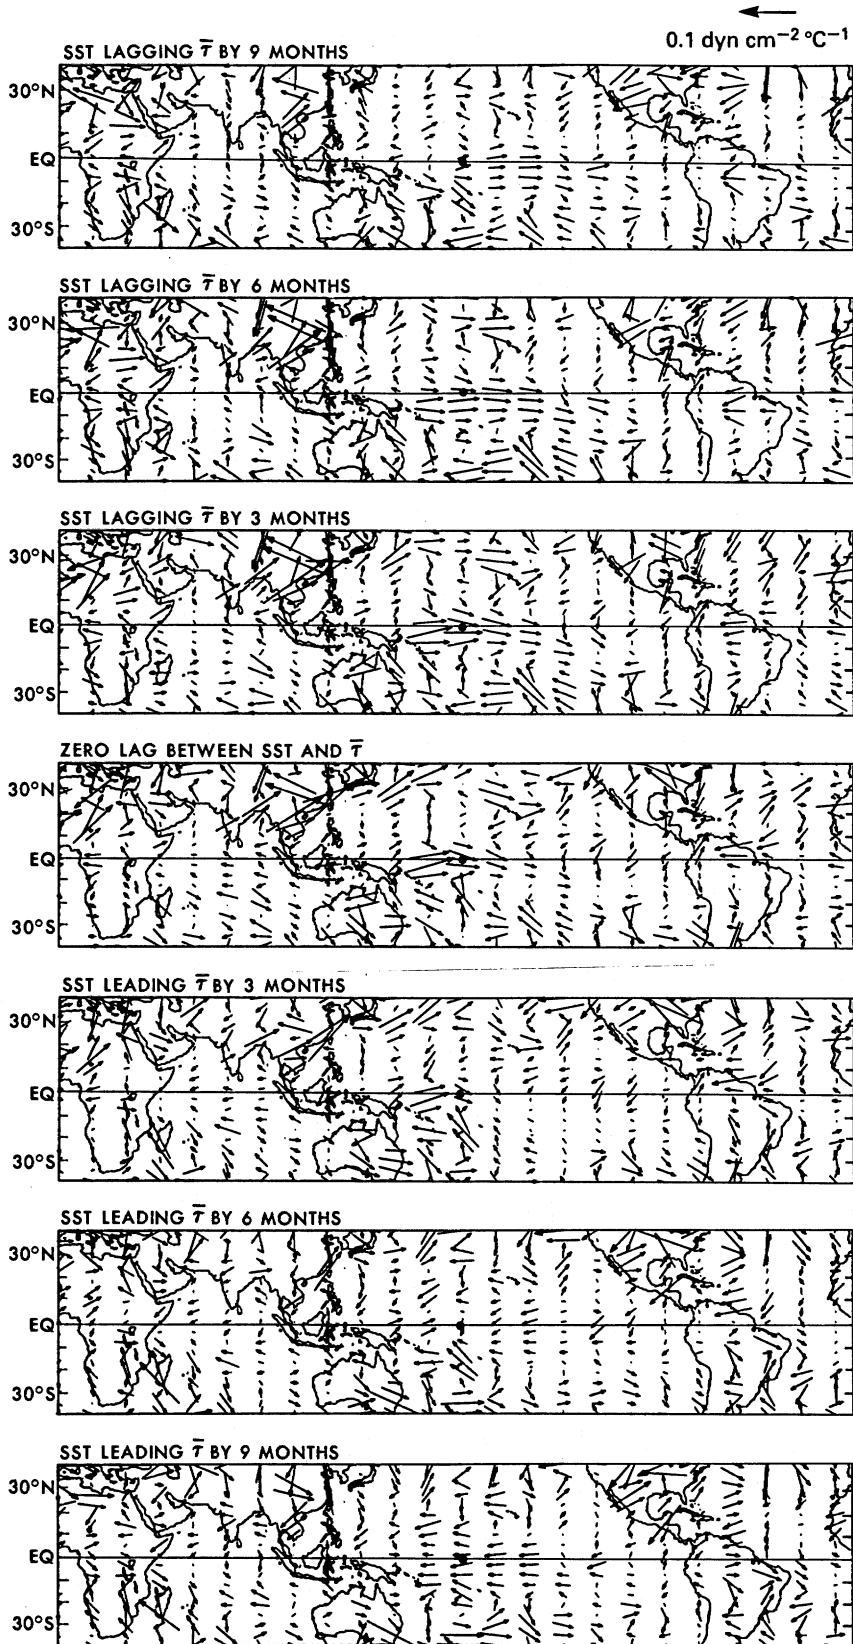 0.1 dyn cm−2 °C−1
SST LAGGING τ̅ BY 9 MONTHS
30°N
EQ
30°S
SST LAGGING τ̅ BY 6 MONTHS
30°N
EQ
30°S
SST LAGGING τ̅ BY 3 MONTHS
30°N
EQ
30°S
ZERO LAG BETWEEN SST AND τ̅
30°N
EQ
30°S
SST LEADING τ̅ BY 3 MONTHS
30°N
EQ
30°S
SST LEADING τ̅ BY 6 MONTHS
30°N
EQ
30°S
SST LEADING τ̅ BY 9 MONTHS
30°N
EQ
30°S